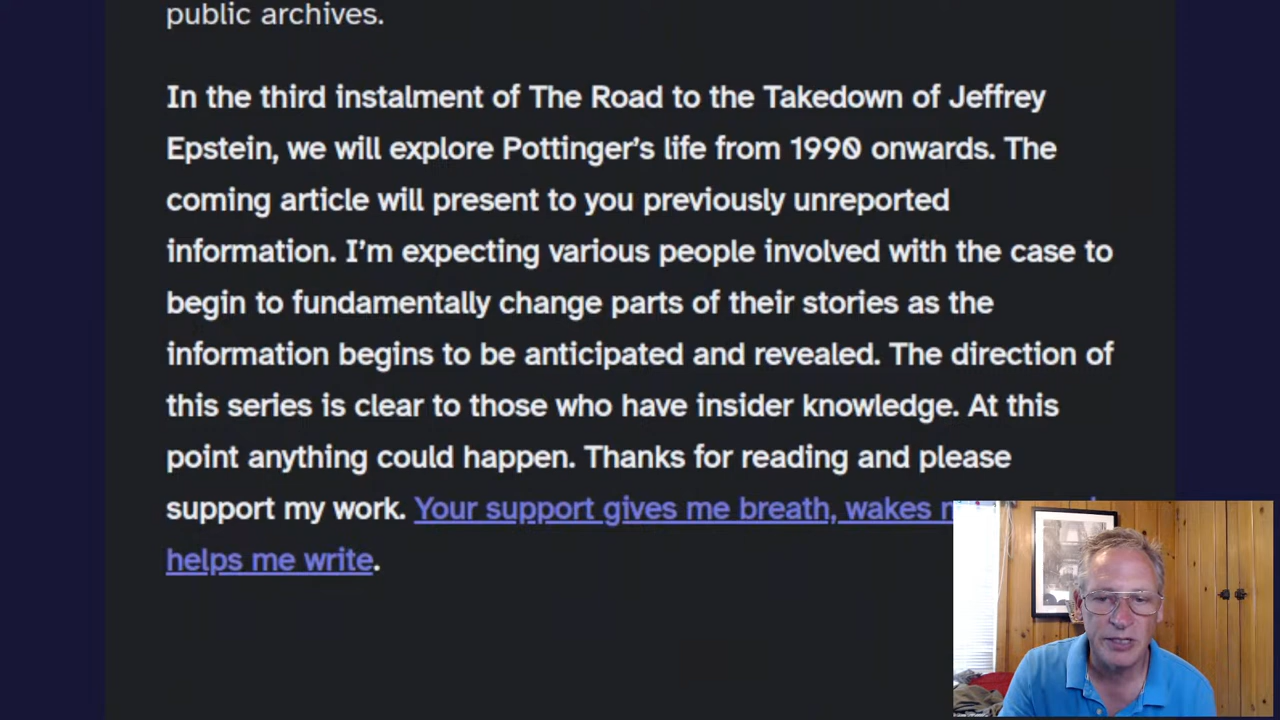 public archives.
In the third instalment of The Road to the Takedown of Jeffrey
Epstein, we will explore Pottinger’s life from 1990 onwards. The
coming article will present to you previously unreported
information. I’m expecting various people involved with the case to
begin to fundamentally change parts of their stories as the
information begins to be anticipated and revealed. The direction of
this series is clear to those who have insider knowledge. At this
point anything could happen. Thanks for reading and please
support my work. Your support gives me breath, wakes
helps me write.